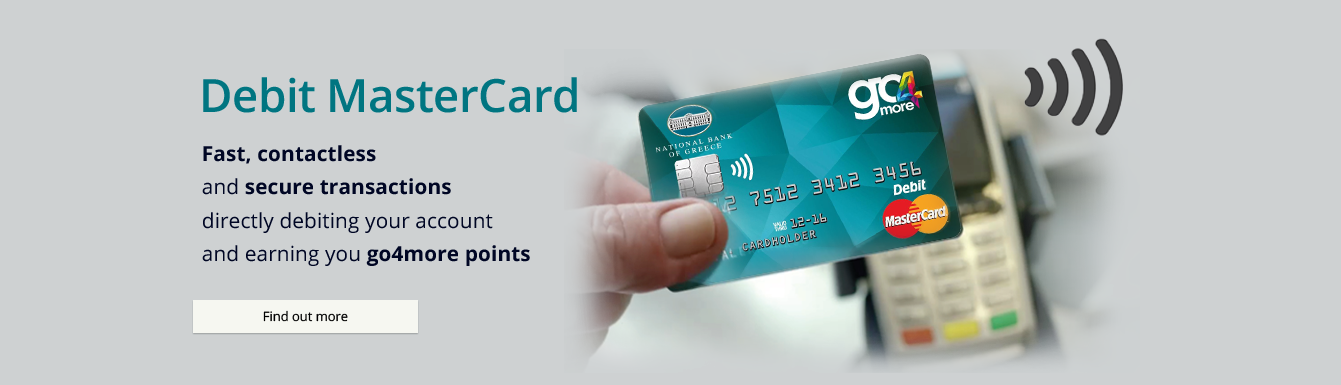 Debit MasterCard
Fast, contactless
and secure transactions
directly debiting your account
and earning you go4more points
Find out more
go4
more
NATIONAL BANK
OF GREECE
12 7512 3412 3456
Debit
MasterCard
12-16
CARDHOLDER